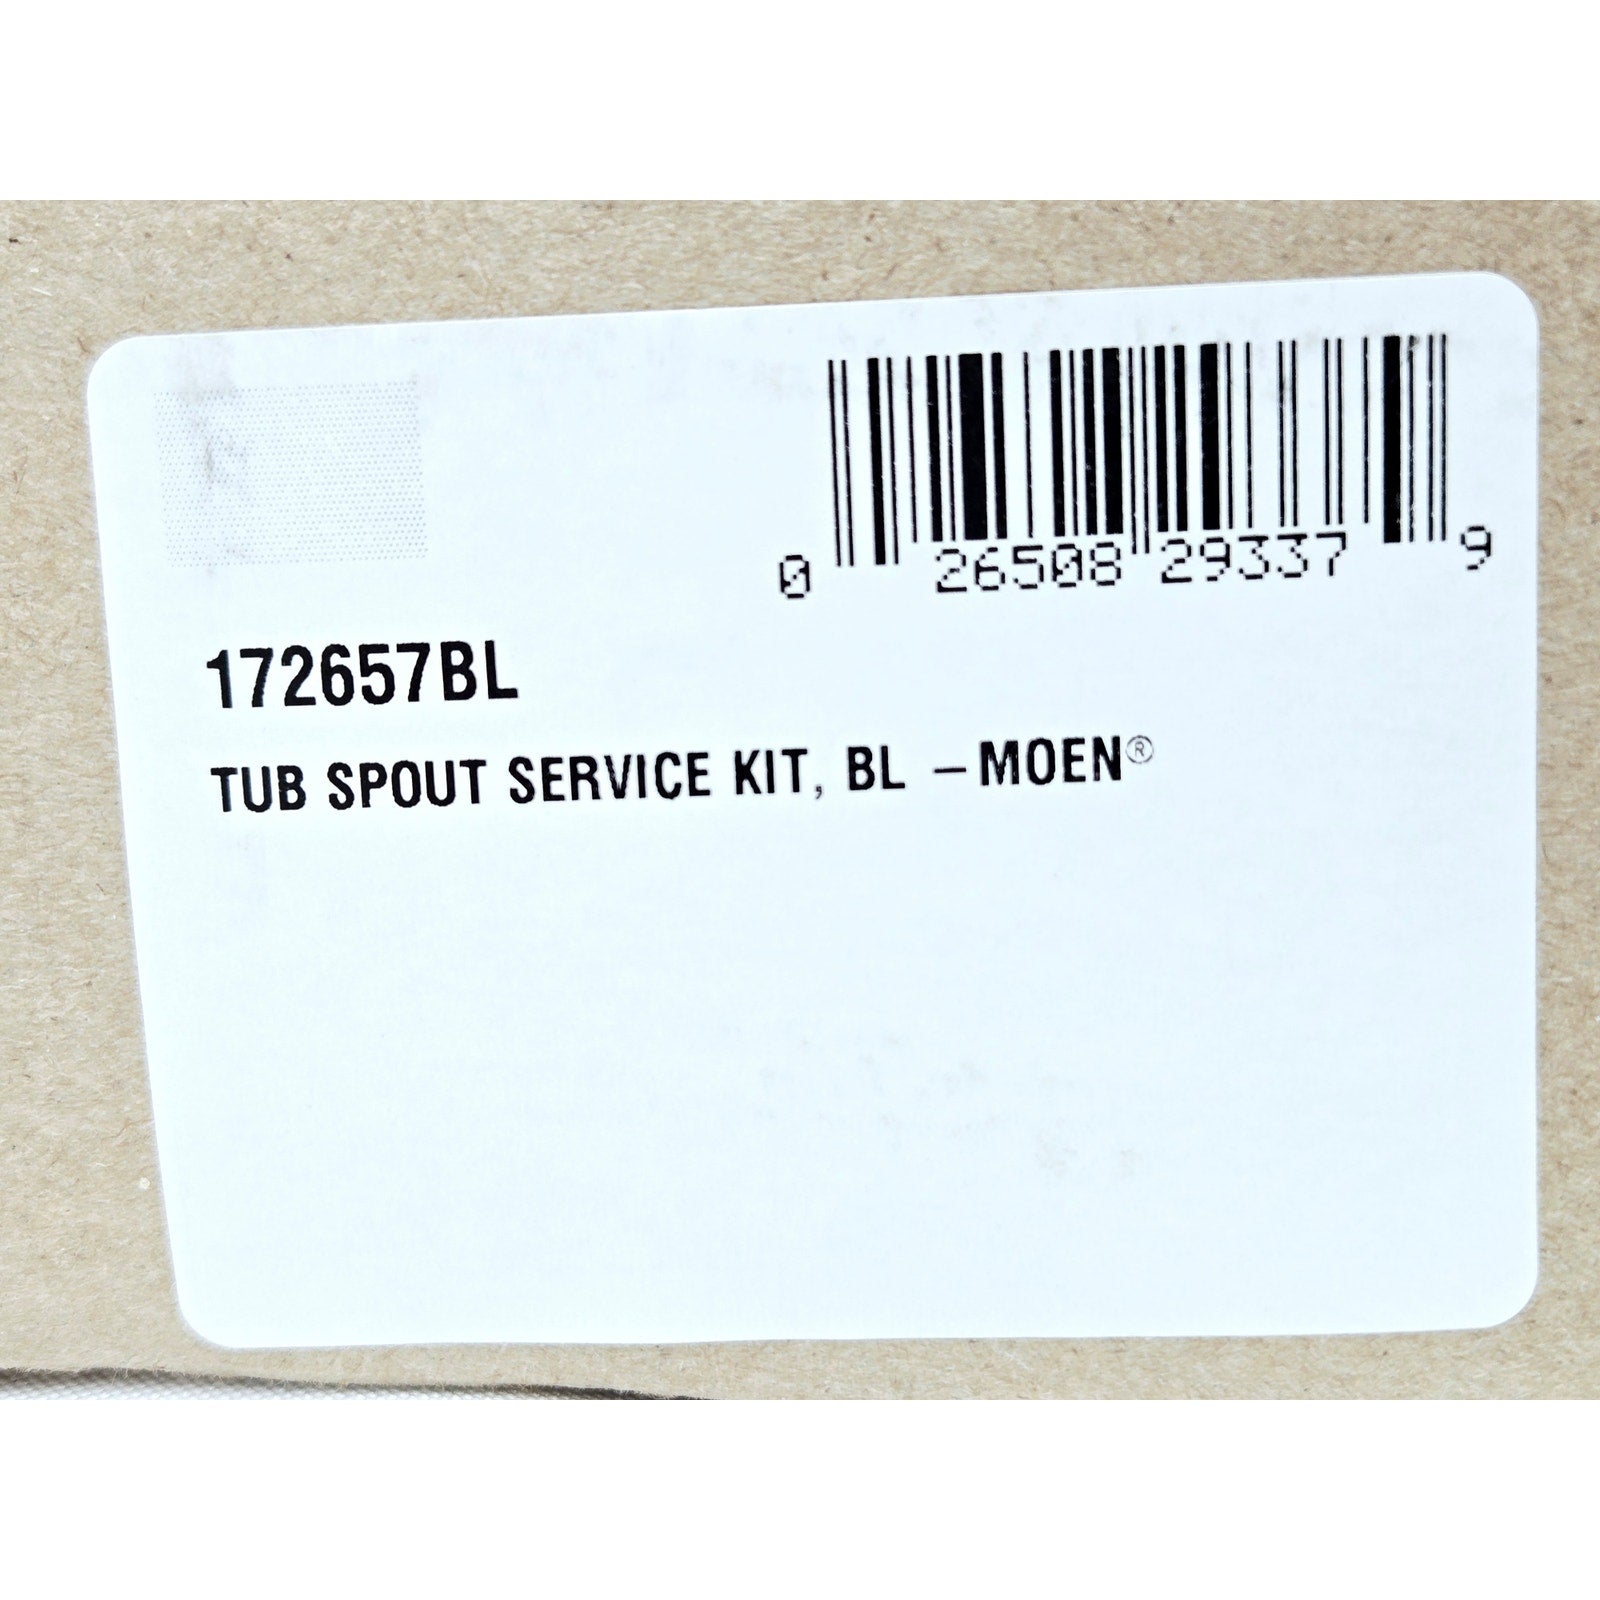 0 26508 29337 9
172657BL
TUB SPOUT SERVICE KIT, BL –MOEN®